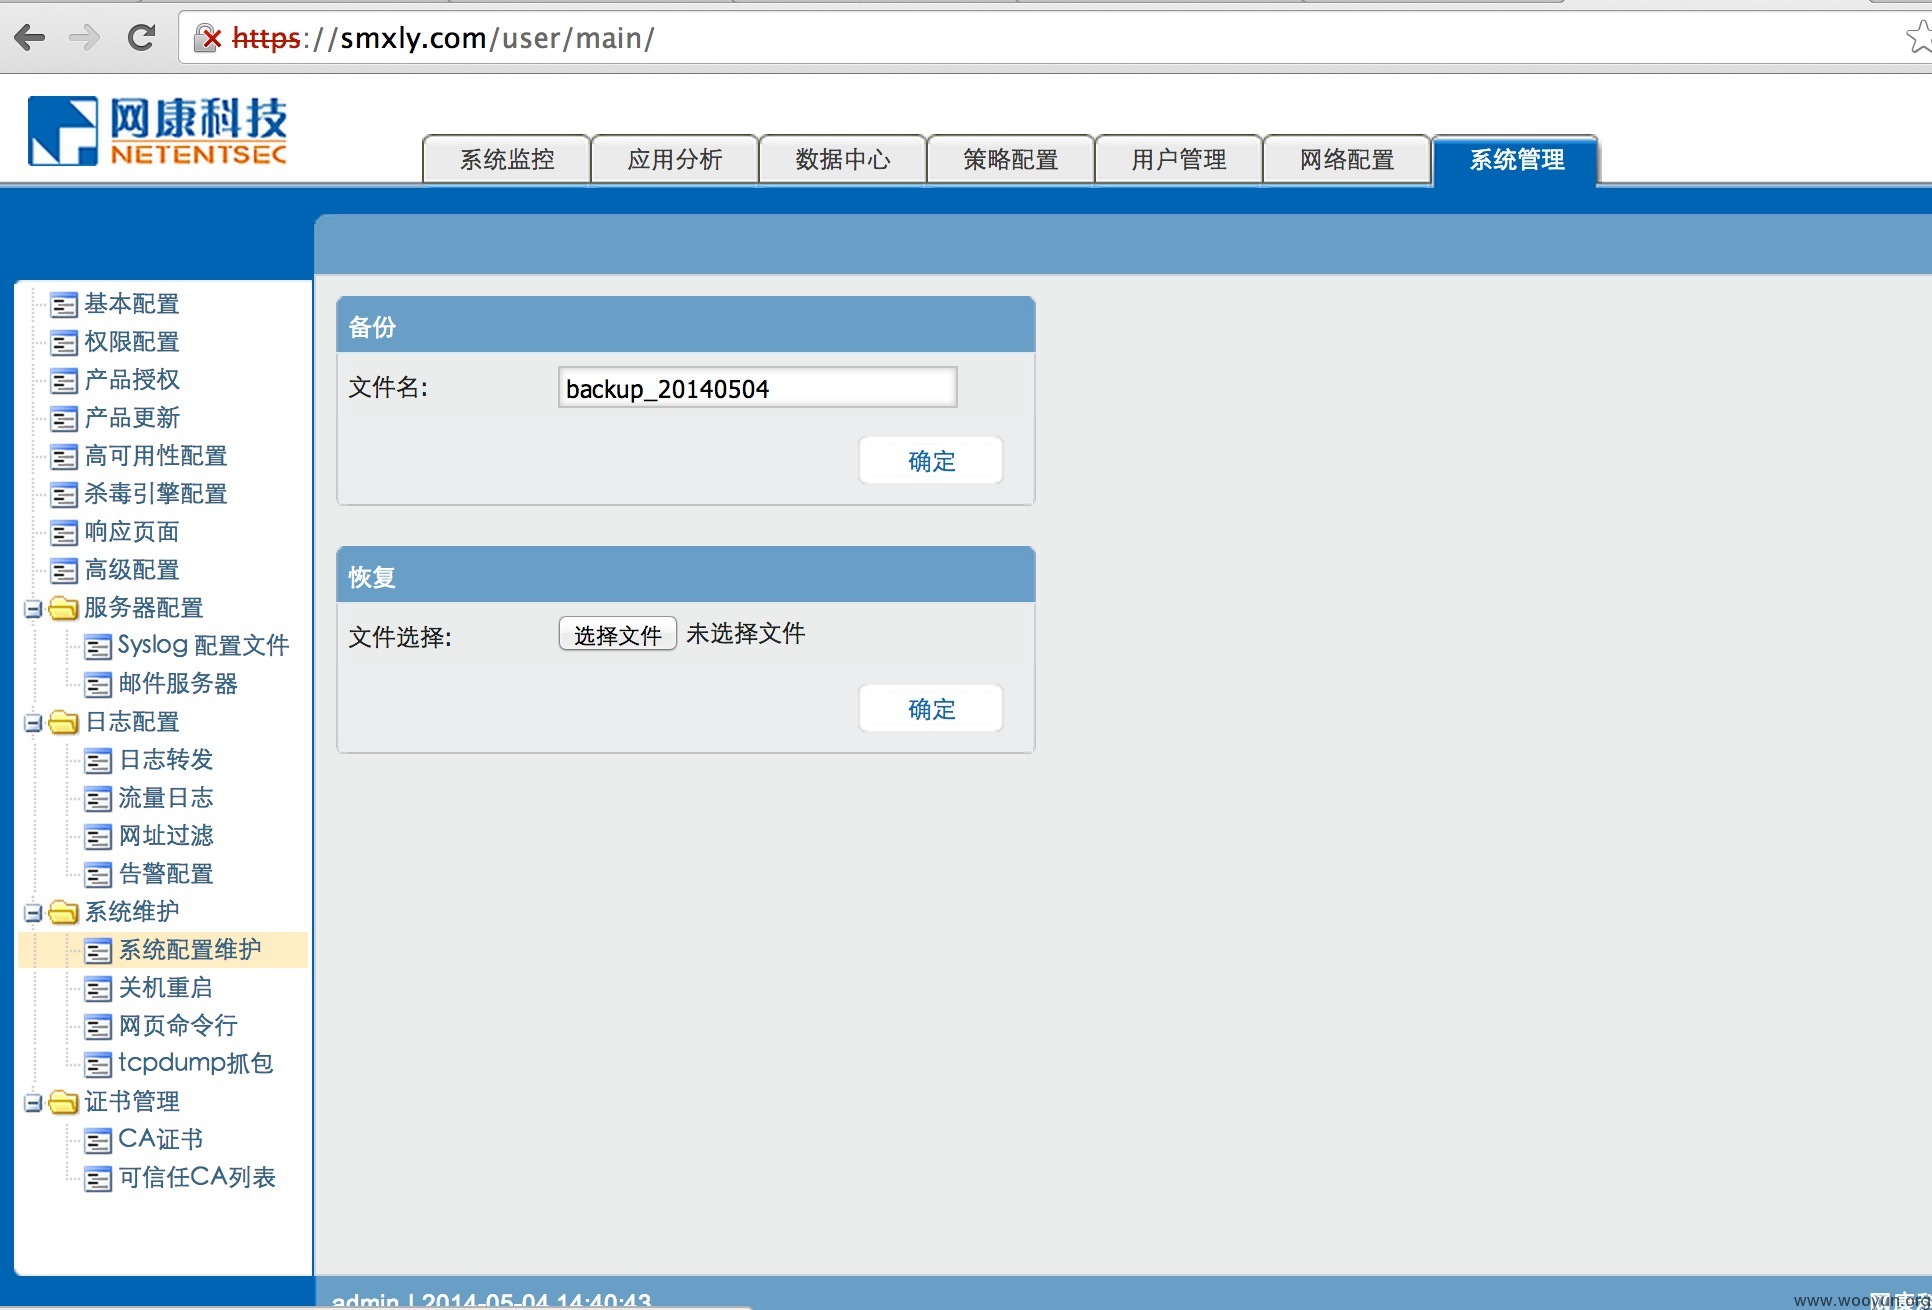 https://smxly.com/user/main/
网康科技
NETENTSEC
系统监控 应用分析 数据中心 策略配置 用户管理 网络配置 系统管理
基本配置
权限配置
产品授权
产品更新
高可用性配置
杀毒引擎配置
响应页面
高级配置
服务器配置
Syslog 配置文件
邮件服务器
日志配置
日志转发
流量日志
网址过滤
告警配置
系统维护
系统配置维护
关机重启
网页命令行
tcpdump抓包
证书管理
CA证书
可信任CA列表
备份
文件名: backup_20140504
确定
恢复
文件选择: 选择文件 未选择文件
确定
admin | 2014-05-04 14:40:43
www.wooyun.org